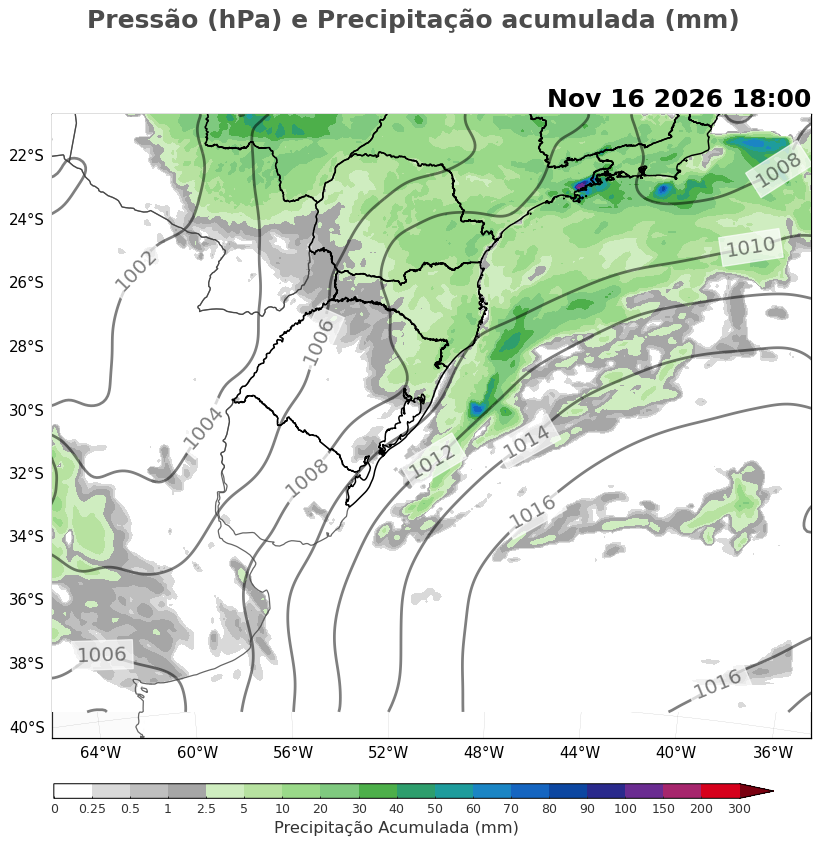 Pressão (hPa) e Precipitação acumulada (mm)
Nov 16 2026 18:00
22°S
24°S
26°S
28°S
30°S
32°S
34°S
36°S
38°S
40°S
1008
1010
1002
1006
1004
1008
1012
1014
1016
1006
1016
64°W 60°W 56°W 52°W 48°W 44°W 40°W 36°W
0 0.25 0.5 1 2.5 5 10 20 30 40 50 60 70 80 90 100 150 200 300
Precipitação Acumulada (mm)